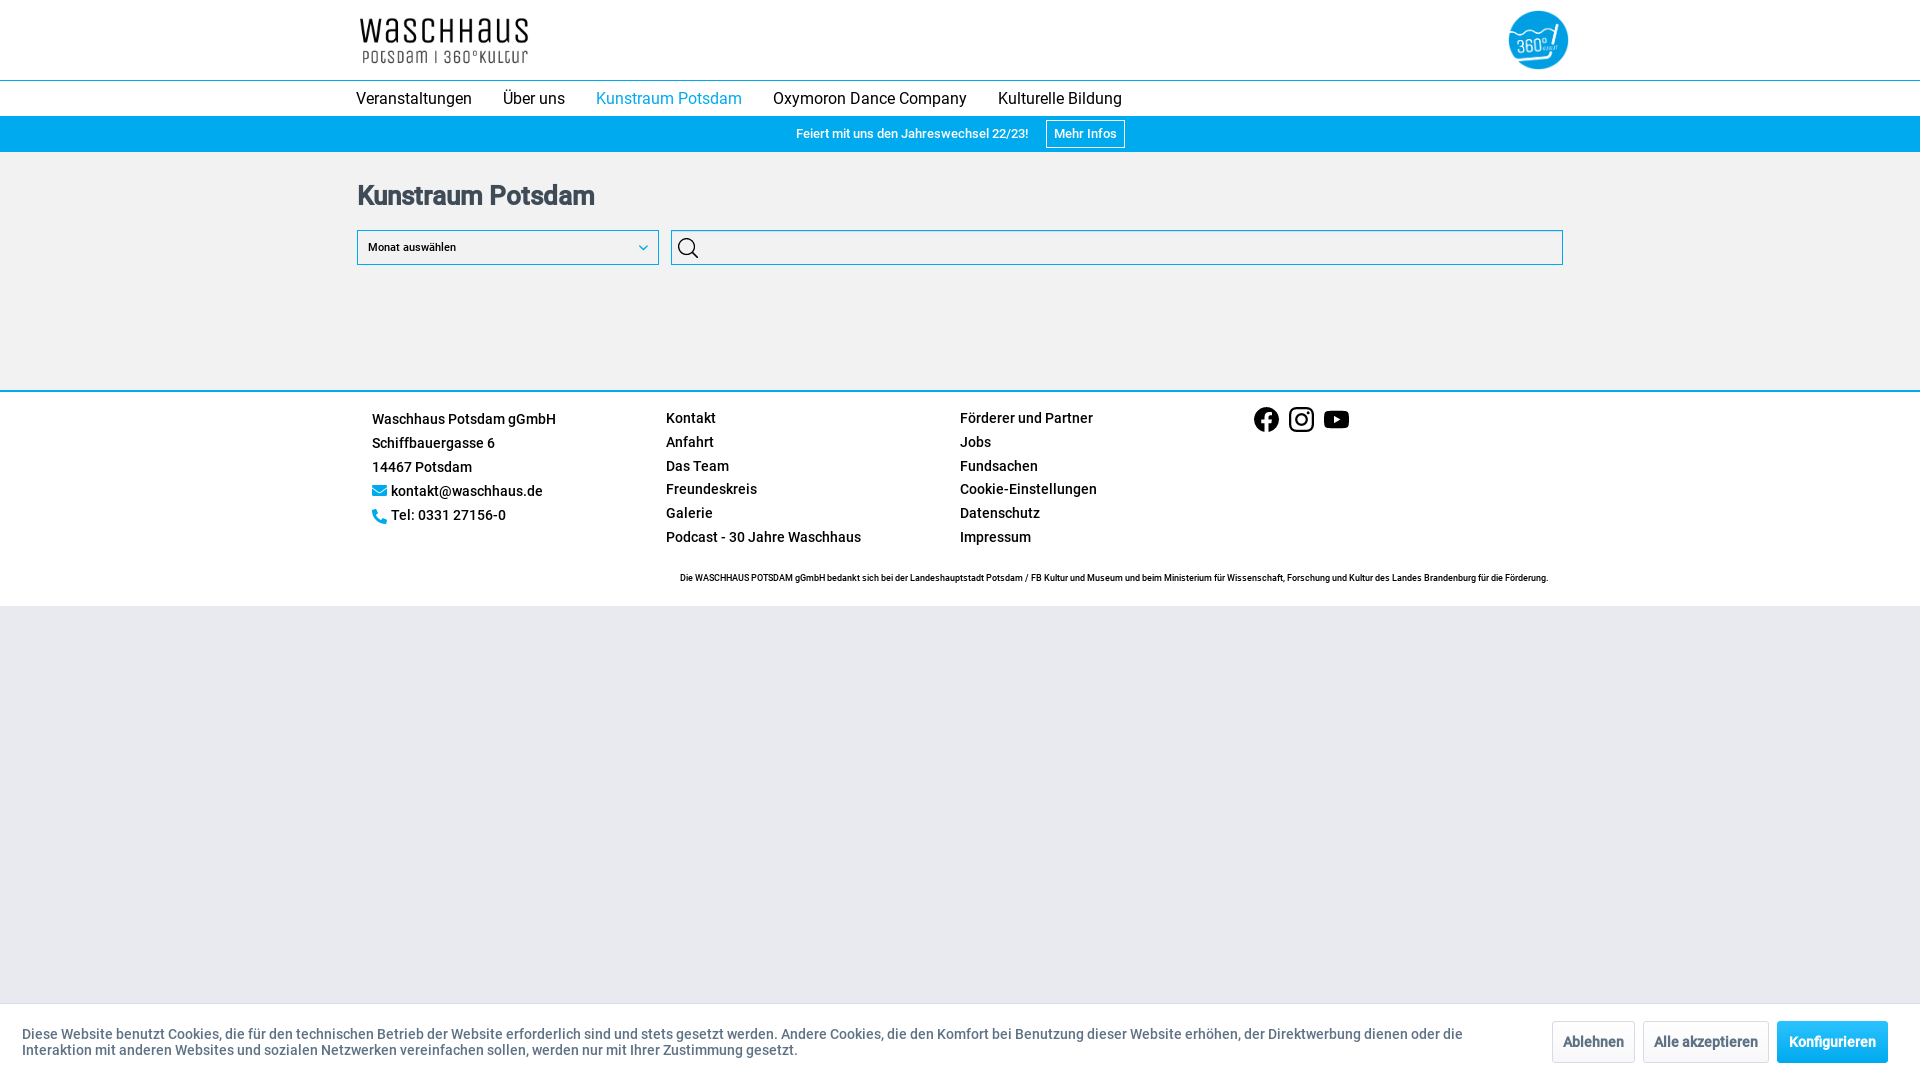 waschhaus
POTSDAM | 360°KULTUR
360°
Veranstaltungen Über uns Kunstraum Potsdam Oxymoron Dance Company Kulturelle Bildung
Feiert mit uns den Jahreswechsel 22/23! Mehr Infos
Kunstraum Potsdam
Monat auswählen
Waschhaus Potsdam gGmbH
Schiffbauergasse 6
14467 Potsdam
kontakt@waschhaus.de
Tel: 0331 27156-0
Kontakt
Anfahrt
Das Team
Freundeskreis
Galerie
Podcast - 30 Jahre Waschhaus
Förderer und Partner
Jobs
Fundsachen
Cookie-Einstellungen
Datenschutz
Impressum
Die WASCHHAUS POTSDAM gGmbH bedankt sich bei der Landeshauptstadt Potsdam / FB Kultur und Museum und beim Ministerium für Wissenschaft, Forschung und Kultur des Landes Brandenburg für die Förderung.
Diese Website benutzt Cookies, die für den technischen Betrieb der Website erforderlich sind und stets gesetzt werden. Andere Cookies, die den Komfort bei Benutzung dieser Website erhöhen, der Direktwerbung dienen oder die
Interaktion mit anderen Websites und sozialen Netzwerken vereinfachen sollen, werden nur mit Ihrer Zustimmung gesetzt.
Ablehnen Alle akzeptieren Konfigurieren